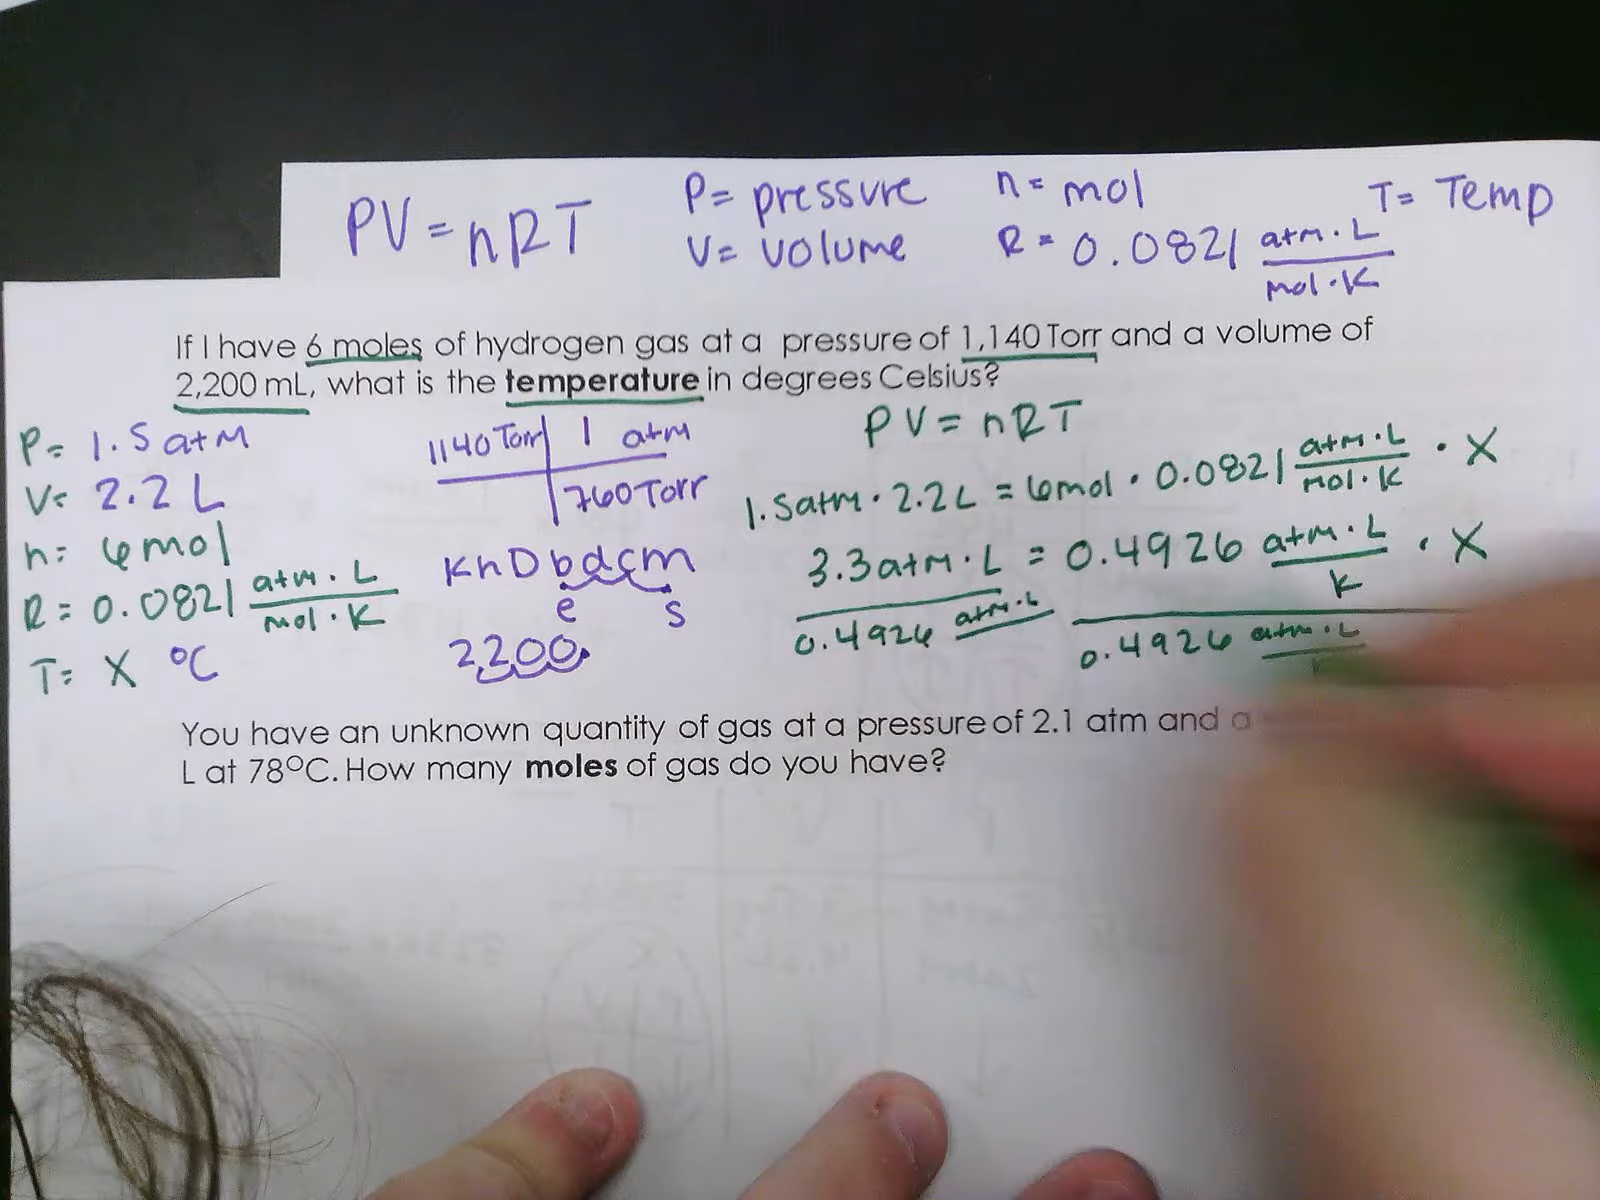 PV = nRT
P = pressure
V = volume
n = mol
R = 0.0821 atm · L / mol · K
T = Temp
If I have 6 moles of hydrogen gas at a pressure of 1,140 Torr and a volume of
2,200 mL, what is the temperature in degrees Celsius?
P = 1.5 atm
V = 2.2 L
n = 6 mol
R = 0.0821 atm · L / mol · K
T = X °C
1140 Torr | 1 atm
760 Torr
KhDbdcm
e s
2200.
PV = nRT
1.5 atm · 2.2 L = 6 mol · 0.0821 atm · L / mol · K · X
3.3 atm · L = 0.4926 atm · L / K · X
0.4926 atm · L
0.4926 atm · L / K
You have an unknown quantity of gas at a pressure of 2.1 atm and a
L at 78°C. How many moles of gas do you have?